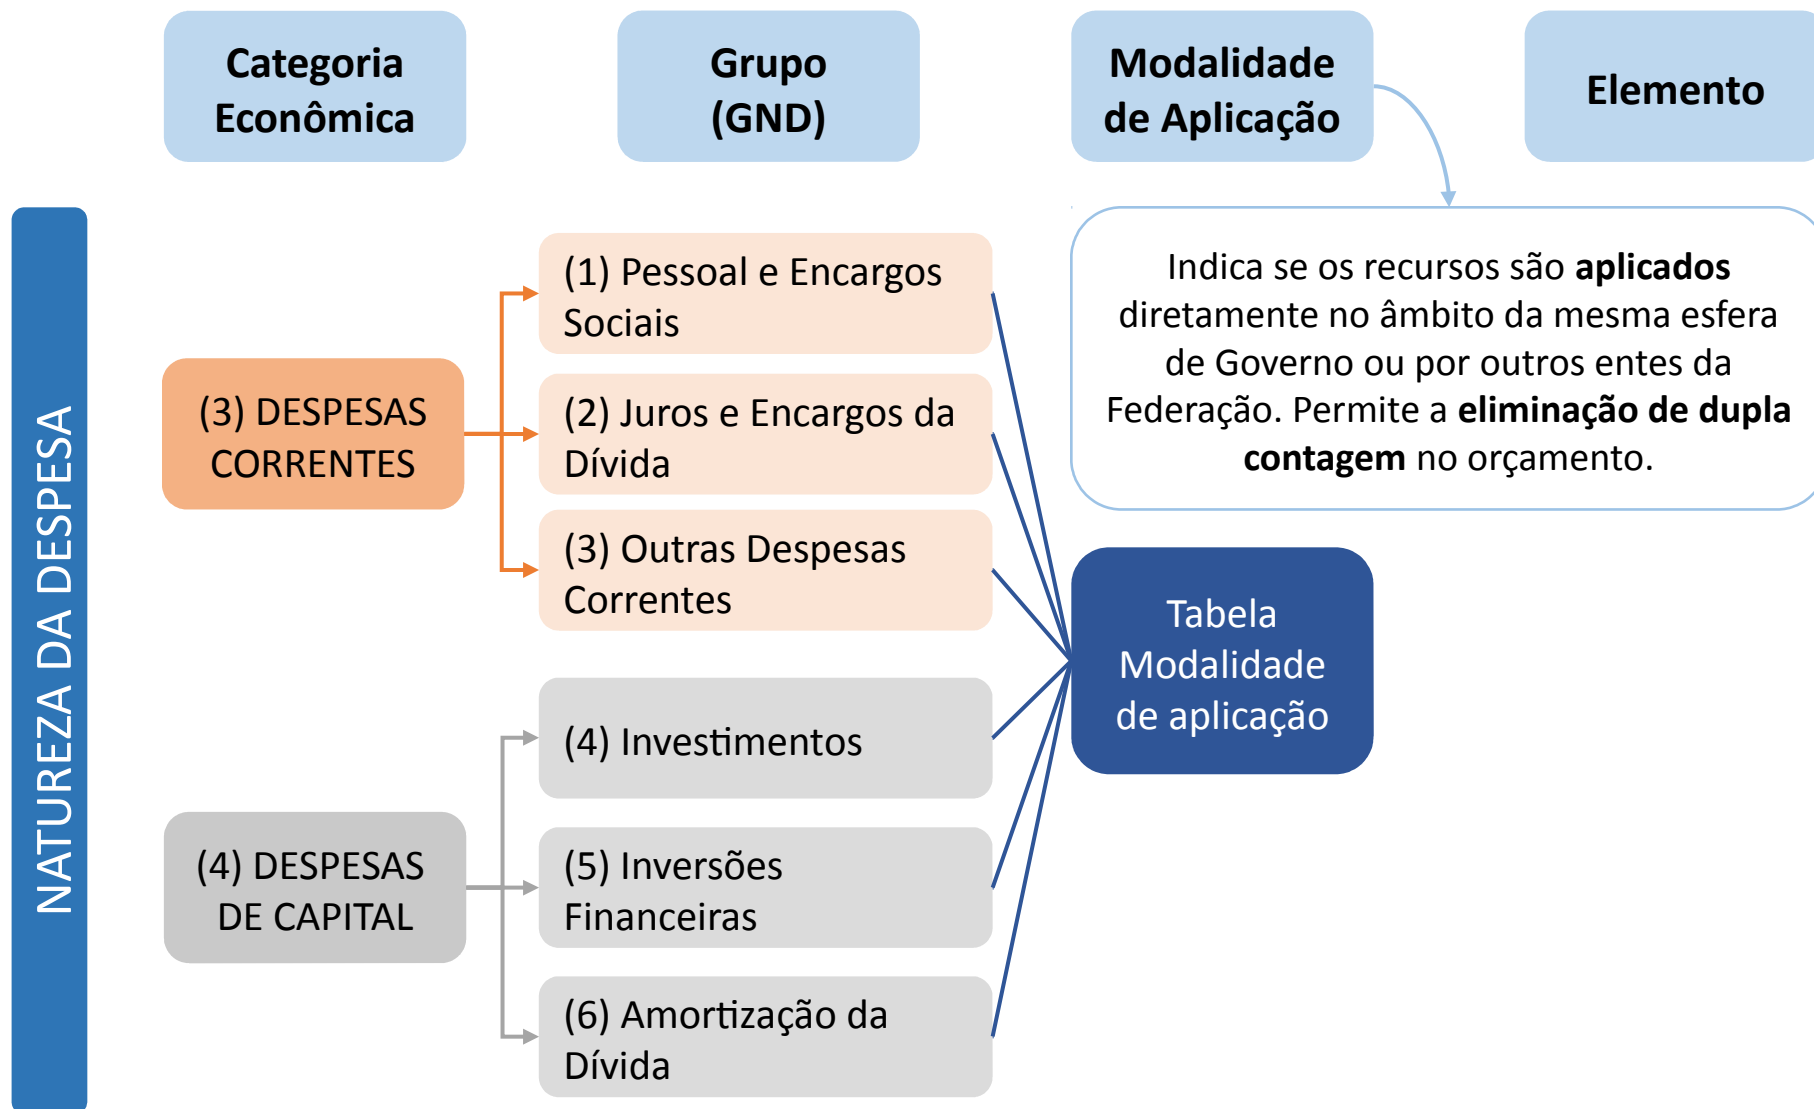 Categoria
Econômica
Grupo
(GND)
Modalidade
de Aplicação
Elemento
NATUREZA DA DESPESA
(3) DESPESAS
CORRENTES
(1) Pessoal e Encargos
Sociais
(2) Juros e Encargos da
Dívida
(3) Outras Despesas
Correntes
Indica se os recursos são aplicados
diretamente no âmbito da mesma esfera
de Governo ou por outros entes da
Federação. Permite a eliminação de dupla
contagem no orçamento.
Tabela
Modalidade
de aplicação
(4) DESPESAS
DE CAPITAL
(4) Investimentos
(5) Inversões
Financeiras
(6) Amortização da
Dívida